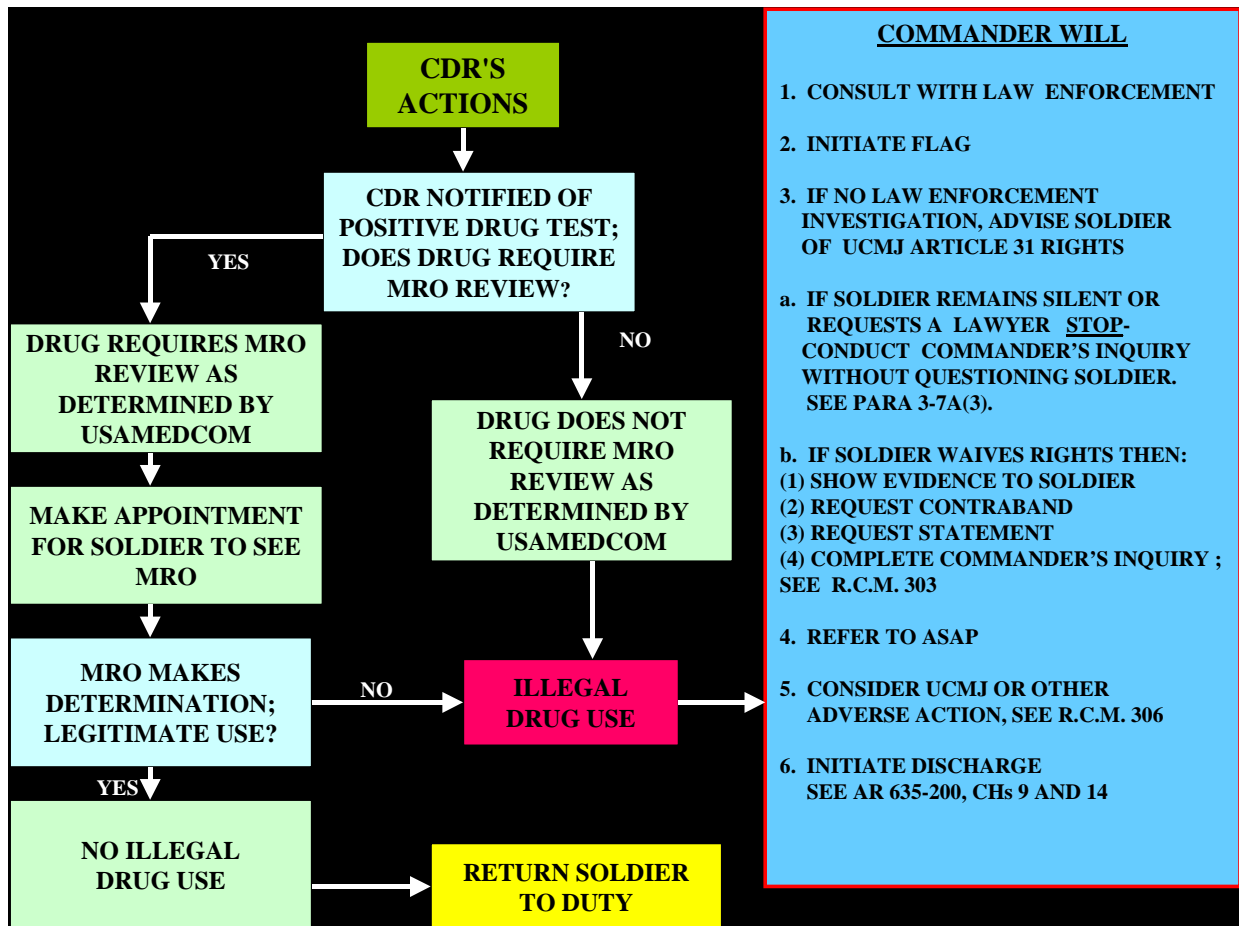 CDR'S
ACTIONS
CDR NOTIFIED OF
POSITIVE DRUG TEST;
DOES DRUG REQUIRE
MRO REVIEW?
YES
NO
DRUG REQUIRES MRO
REVIEW AS
DETERMINED BY
USAMEDCOM
DRUG DOES NOT
REQUIRE MRO
REVIEW AS
DETERMINED BY
USAMEDCOM
MAKE APPOINTMENT
FOR SOLDIER TO SEE
MRO
MRO MAKES
DETERMINATION;
LEGITIMATE USE?
NO
ILLEGAL
DRUG USE
YES
NO ILLEGAL
DRUG USE
RETURN SOLDIER
TO DUTY
COMMANDER WILL
1. CONSULT WITH LAW ENFORCEMENT
2. INITIATE FLAG
3. IF NO LAW ENFORCEMENT
INVESTIGATION, ADVISE SOLDIER
OF UCMJ ARTICLE 31 RIGHTS
a. IF SOLDIER REMAINS SILENT OR
REQUESTS A LAWYER STOP-
CONDUCT COMMANDER'S INQUIRY
WITHOUT QUESTIONING SOLDIER.
SEE PARA 3-7A(3).
b. IF SOLDIER WAIVES RIGHTS THEN:
(1) SHOW EVIDENCE TO SOLDIER
(2) REQUEST CONTRABAND
(3) REQUEST STATEMENT
(4) COMPLETE COMMANDER'S INQUIRY ;
SEE R.C.M. 303
4. REFER TO ASAP
5. CONSIDER UCMJ OR OTHER
ADVERSE ACTION, SEE R.C.M. 306
6. INITIATE DISCHARGE
SEE AR 635-200, CHs 9 AND 14